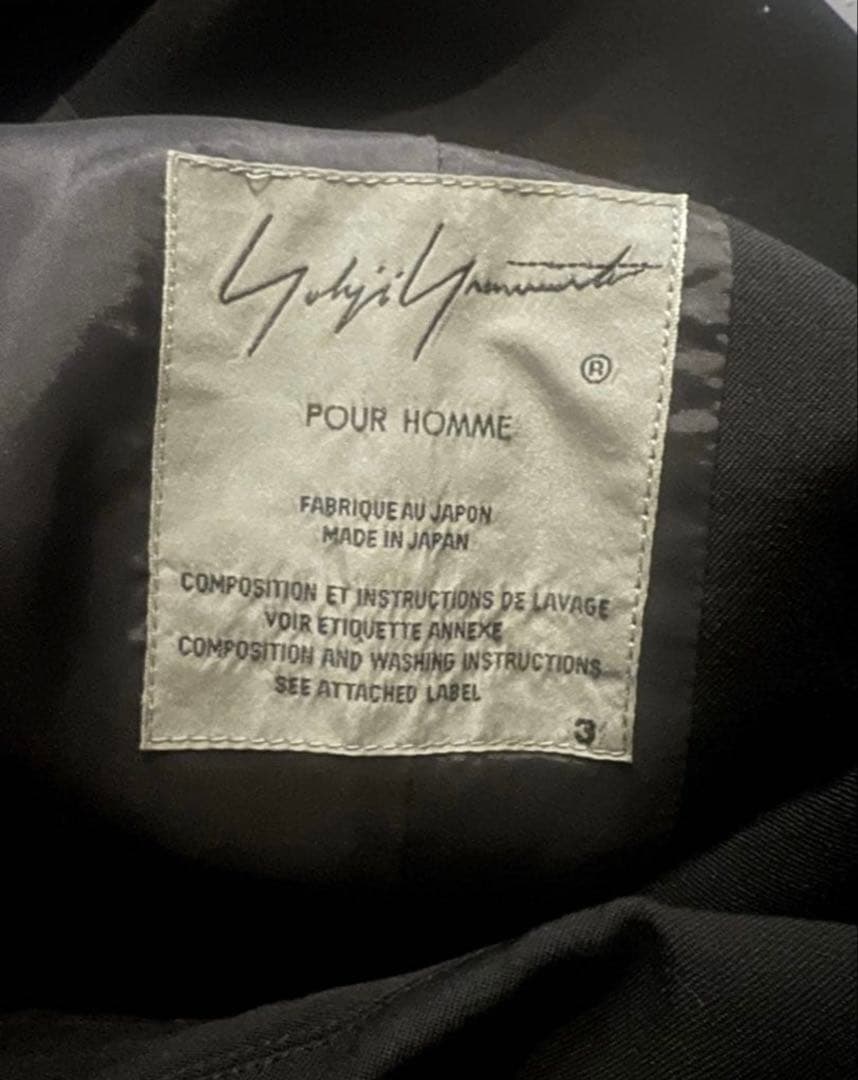 Yohji Yamamoto
®
POUR HOMME
FABRIQUE AU JAPON
MADE IN JAPAN
COMPOSITION ET INSTRUCTIONS DE LAVAGE
VOIR ETIQUETTE ANNEXE
COMPOSITION AND WASHING INSTRUCTIONS
SEE ATTACHED LABEL
3